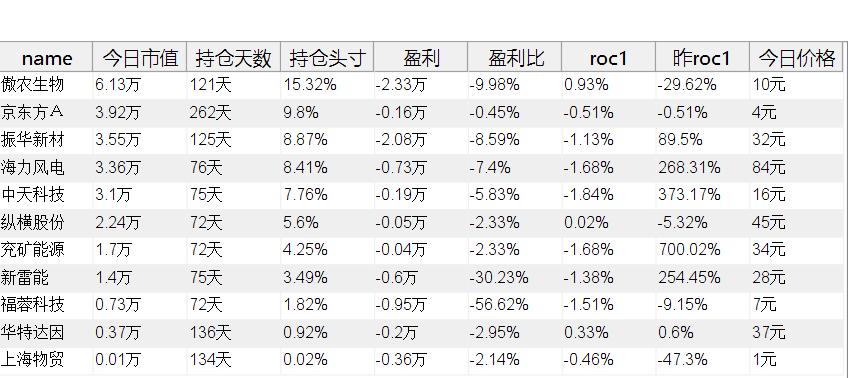 name 今日市值 持仓天数 持仓头寸 盈利 盈利比 roc1 昨roc1 今日价格
傲农生物 6.13万 121天 15.32% -2.33万 -9.98% 0.93% -29.62% 10元
京东方A 3.92万 262天 9.8% -0.16万 -0.45% -0.51% -0.51% 4元
振华新材 3.55万 125天 8.87% -2.08万 -8.59% -1.13% 89.5% 32元
海力风电 3.36万 76天 8.41% -0.73万 -7.4% -1.68% 268.31% 84元
中天科技 3.1万 75天 7.76% -0.19万 -5.83% -1.84% 373.17% 16元
纵横股份 2.24万 72天 5.6% -0.05万 -2.33% 0.02% -5.32% 45元
兖矿能源 1.7万 72天 4.25% -0.04万 -2.33% -1.68% 700.02% 34元
新雷能 1.4万 75天 3.49% -0.6万 -30.23% -1.38% 254.45% 28元
福蓉科技 0.73万 72天 1.82% -0.95万 -56.62% -1.51% -9.15% 7元
华特达因 0.37万 136天 0.92% -0.2万 -2.95% 0.33% 0.6% 37元
上海物贸 0.01万 134天 0.02% -0.36万 -2.14% -0.46% -47.3% 1元